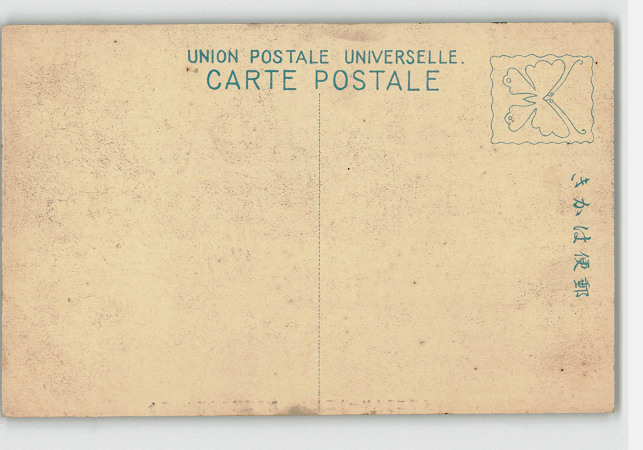 UNION POSTALE UNIVERSELLE.
CARTE POSTALE
郵便はかき